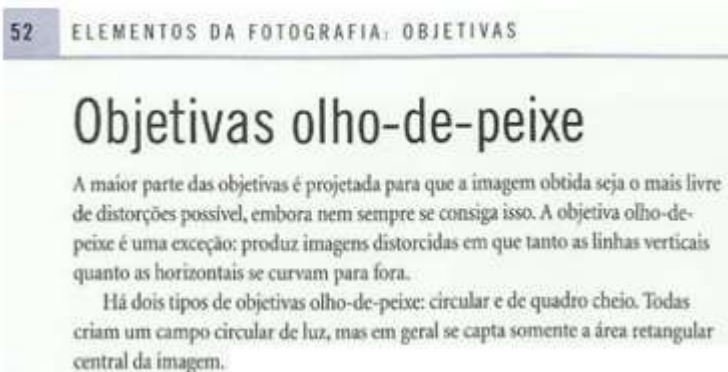 52 ELEMENTOS DA FOTOGRAFIA: OBJETIVAS
Objetivas olho-de-peixe
A maior parte das objetivas é projetada para que a imagem obtida seja o mais livre
de distorções possível, embora nem sempre se consiga isso. A objetiva olho-de-
peixe é uma exceção: produz imagens distorcidas em que tanto as linhas verticais
quanto as horizontais se curvam para fora.
Há dois tipos de objetivas olho-de-peixe: circular e de quadro cheio. Todas
criam um campo circular de luz, mas em geral se capta somente a área retangular
central da imagem.